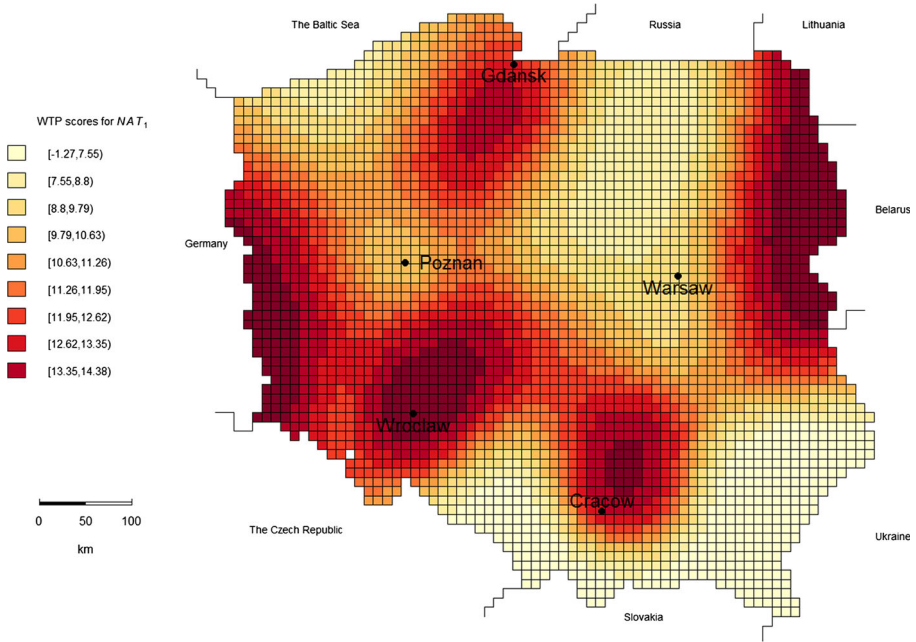 The Baltic Sea
Russia
Lithuania
Gdansk
WTP scores for NAT1
[-1.27,7.55)
[7.55,8.8)
[8.8,9.79)
[9.79,10.63)
[10.63,11.26)
[11.26,11.95)
[11.95,12.62)
[12.62,13.35)
[13.35,14.38)
Belarus
Germany
Poznan
Warsaw
Wroclaw
Cracow
0 50 100
km
The Czech Republic
Ukraine
Slovakia